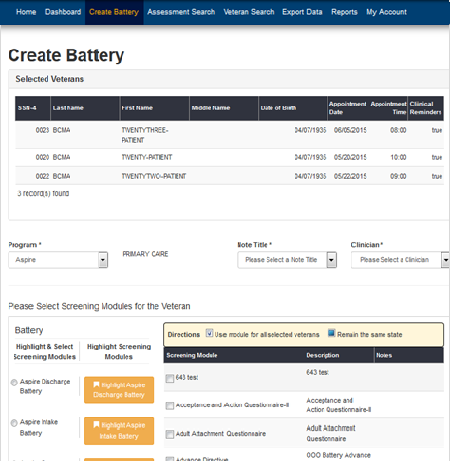 Home Dashboard Create Battery Assessment Search Veteran Search Export Data Reports My Account
Create Battery
Selected Veterans
SSN-4 Last Name First Name Middle Name Date of Birth Appointment Date Appointment Time Clinical Reminders
0023 BCMA TWENTYTHREE-PATIENT 04/07/1935 06/05/2015 08:00 true
0020 BCMA TWENTY-PATIENT 04/07/1935 05/20/2015 10:00 true
0022 BCMA TWENTYTWO-PATIENT 04/07/1935 05/22/2015 09:00 true
3 record(s) found
Program * Note Title * Clinician *
Aspire PRIMARY CARE Please Select a Note Title Please Select a Clinician
Please Select Screening Modules for the Veteran
Battery
Directions Use module for all selected veterans Remain the same state
Highlight & Select Screening Modules Highlight Screening Modules
Screening Module Description Notes
Aspire Discharge Battery Highlight Aspire Discharge Battery
Aspire Intake Battery Highlight Aspire Intake Battery
643 test 643 test
Acceptance and Action Questionnaire-II Acceptance and Action Questionnaire-II
Adult Attachment Questionnaire Adult Attachment Questionnaire
Advance Directive OOO Battery Advance